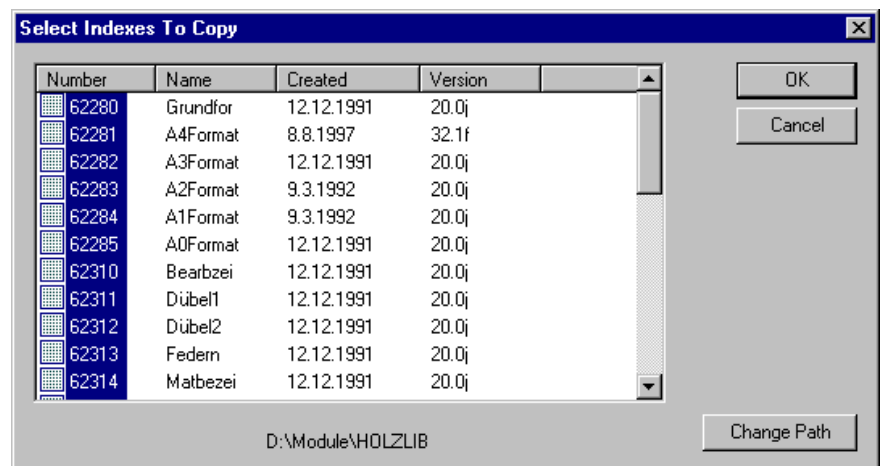 Select Indexes To Copy
Number Name Created Version
62280 Grundfor 12.12.1991 20.0j
62281 A4Format 8.8.1997 32.1f
62282 A3Format 12.12.1991 20.0j
62283 A2Format 9.3.1992 20.0j
62284 A1Format 9.3.1992 20.0j
62285 A0Format 12.12.1991 20.0j
62310 Bearbzei 12.12.1991 20.0j
62311 Dübel1 12.12.1991 20.0j
62312 Dübel2 12.12.1991 20.0j
62313 Federn 12.12.1991 20.0j
62314 Matbezei 12.12.1991 20.0j
OK
Cancel
D:\Module\HOLZLIB
Change Path